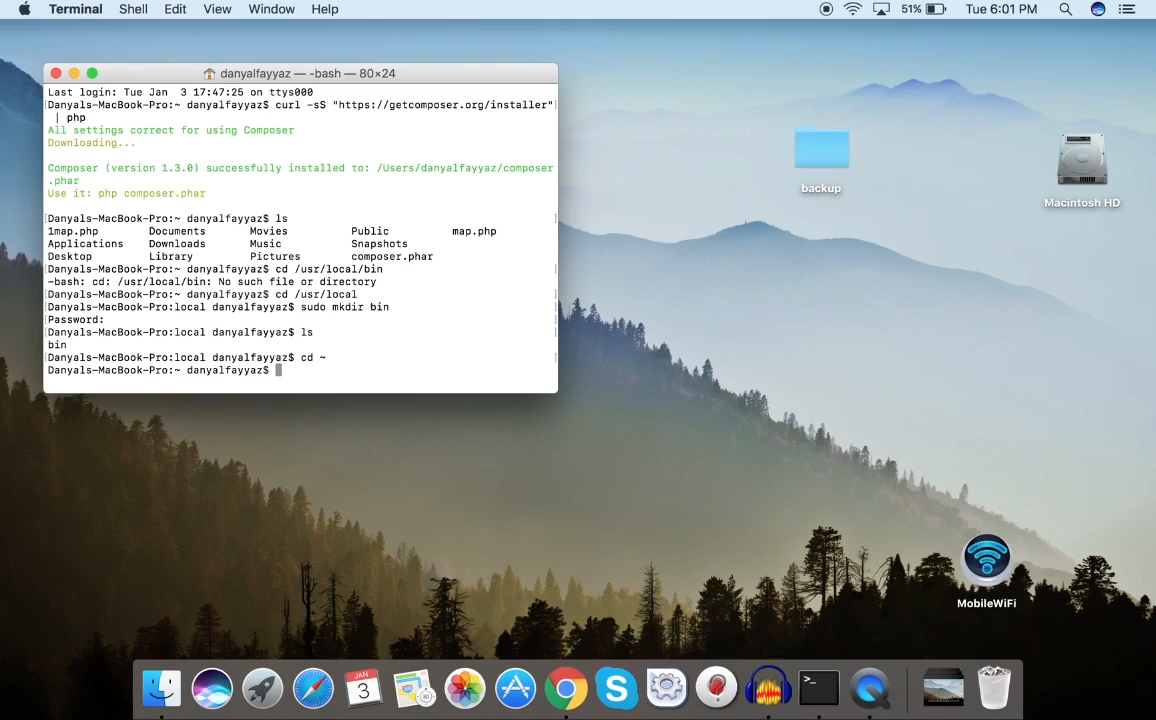 Terminal Shell Edit View Window Help 51% Tue 6:01 PM
danyalfayyaz — -bash — 80×24
Last login: Tue Jan  3 17:47:25 on ttys000
[Danyals-MacBook-Pro:~ danyalfayyaz$ curl -sS "https://getcomposer.org/installer"]
 | php
All settings correct for using Composer
Downloading...
Composer (version 1.3.0) successfully installed to: /Users/danyalfayyaz/composer
.phar
Use it: php composer.phar
[Danyals-MacBook-Pro:~ danyalfayyaz$ ls ]
1map.php Documents Movies Public map.php
Applications Downloads Music Snapshots
Desktop Library Pictures composer.phar
[Danyals-MacBook-Pro:~ danyalfayyaz$ cd /usr/local/bin ]
-bash: cd: /usr/local/bin: No such file or directory
[Danyals-MacBook-Pro:~ danyalfayyaz$ cd /usr/local ]
[Danyals-MacBook-Pro:local danyalfayyaz$ sudo mkdir bin ]
[Password: ]
[Danyals-MacBook-Pro:local danyalfayyaz$ ls ]
bin
[Danyals-MacBook-Pro:local danyalfayyaz$ cd ~ ]
Danyals-MacBook-Pro:~ danyalfayyaz$
backup
Macintosh HD
MobileWiFi
JAN
3
30
S
>_